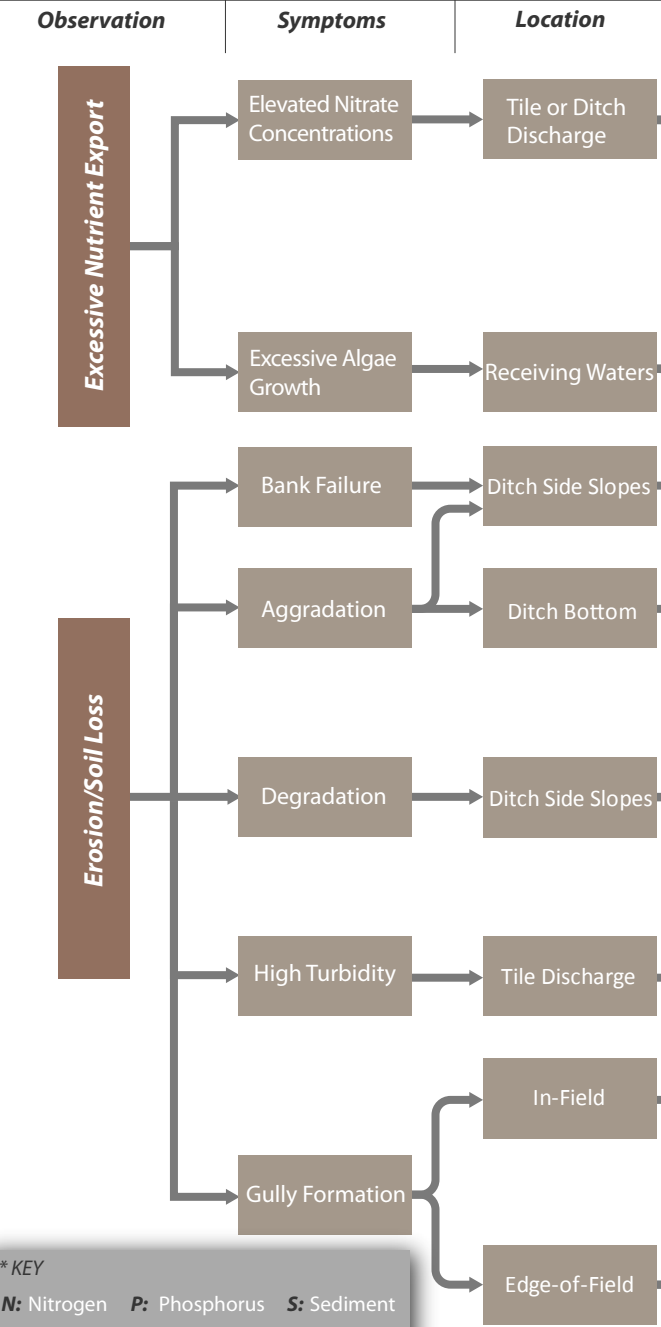 Observation
Symptoms
Location
Excessive Nutrient Export
Elevated Nitrate
Concentrations
Tile or Ditch
Discharge
Excessive Algae
Growth
Receiving Waters
Erosion/Soil Loss
Bank Failure
Ditch Side Slopes
Aggradation
Ditch Bottom
Degradation
Ditch Side Slopes
High Turbidity
Tile Discharge
Gully Formation
In-Field
Edge-of-Field
* KEY
N: Nitrogen P: Phosphorus S: Sediment